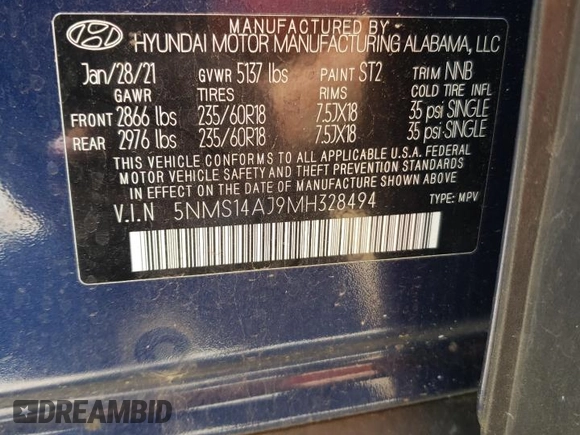 MANUFACTURED BY
HYUNDAI MOTOR MANUFACTURING ALABAMA, LLC
Jan/28/21 GVWR 5137 lbs PAINT ST2 TRIM NNB
GAWR TIRES RIMS COLD TIRE INFL
FRONT 2866 lbs 235/60R18 7.5JX18 35 psi SINGLE
REAR 2976 lbs 235/60R18 7.5JX18 35 psi-SINGLE
THIS VEHICLE CONFORMS TO ALL APPLICABLE U.S.A. FEDERAL
MOTOR VEHICLE SAFETY AND THEFT PREVENTION STANDARDS
IN EFFECT ON THE DATE OF MANUFACTURE SHOWN ABOVE.
V.I.N 5NMS14AJ9MH328494 TYPE: MPV
DREAMBID